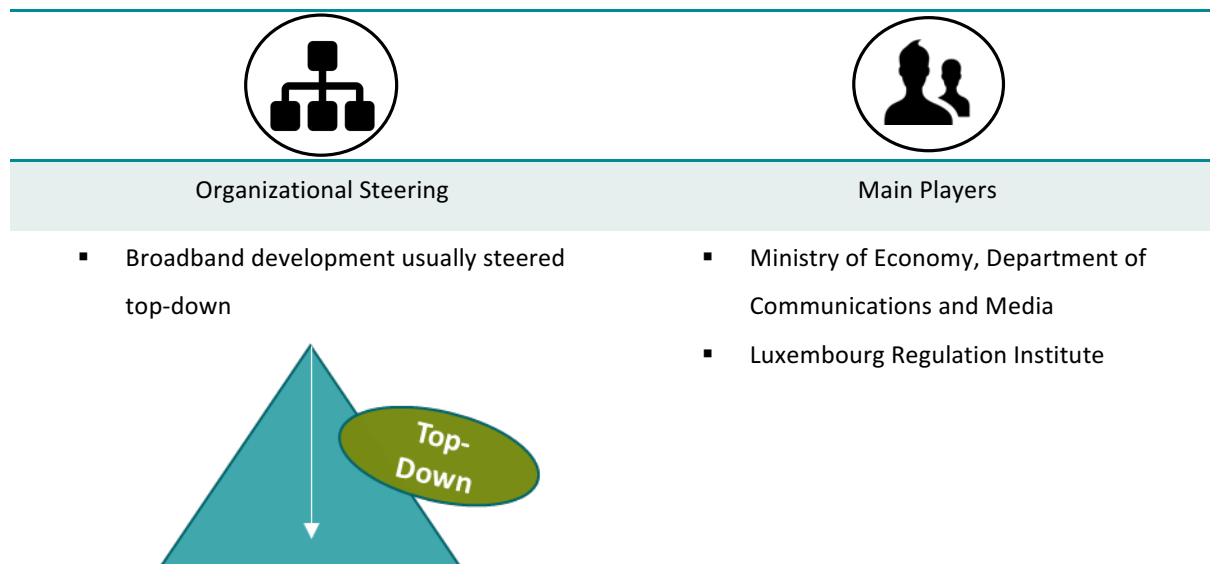 Organizational Steering
Main Players
▪ Broadband development usually steered
top-down
Top-
Down
▪ Ministry of Economy, Department of
Communications and Media
▪ Luxembourg Regulation Institute